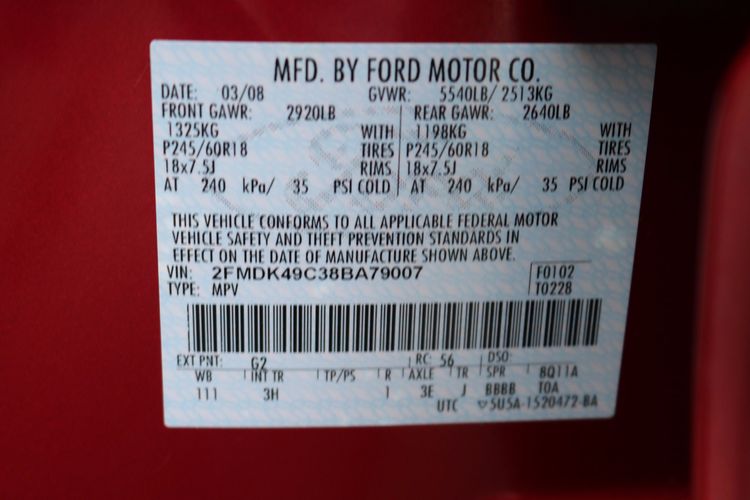 MFD. BY FORD MOTOR CO.
DATE: 03/08 GVWR: 5540LB/ 2513KG
FRONT GAWR: 2920LB REAR GAWR: 2640LB
1325KG WITH 1198KG WITH
P245/60R18 TIRES P245/60R18 TIRES
18x7.5J RIMS 18x7.5J RIMS
AT 240 kPa/ 35 PSI COLD AT 240 kPa/ 35 PSI COLD
THIS VEHICLE CONFORMS TO ALL APPLICABLE FEDERAL MOTOR
VEHICLE SAFETY AND THEFT PREVENTION STANDARDS IN
EFFECT ON THE DATE OF MANUFACTURE SHOWN ABOVE.
VIN: 2FMDK49C38BA79007 F0102
TYPE: MPV T0228
EXT PNT: G2 RC: 56 DSO:
WB INT TR TP/PS R AXLE TR SPR 8Q11A
111 3H 1 3E J BBBB TOA
UTC 5U5A-1520472-BA